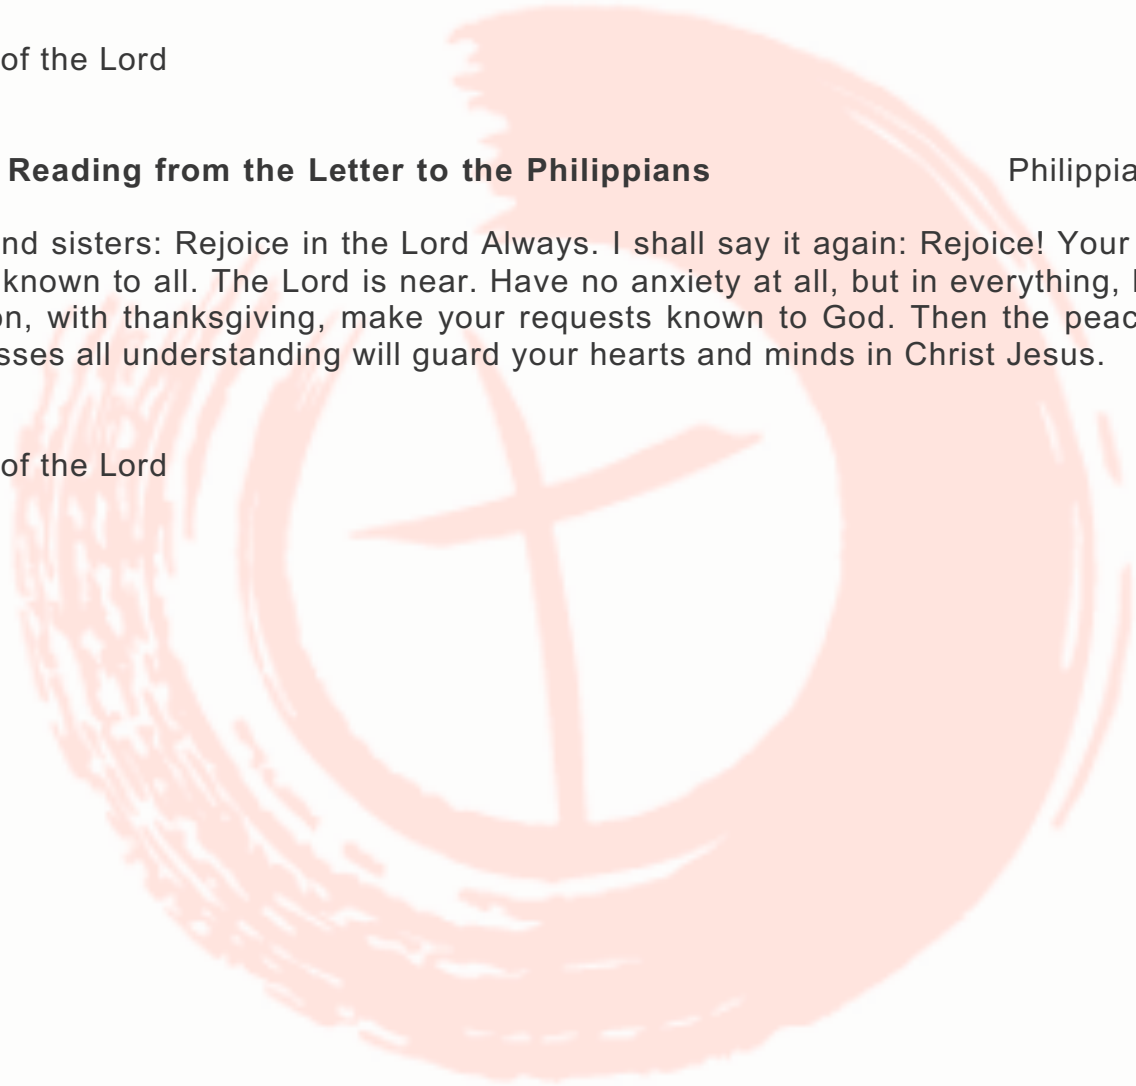 of the Lord
Reading from the Letter to the Philippians Philippia
nd sisters: Rejoice in the Lord Always. I shall say it again: Rejoice! Your
known to all. The Lord is near. Have no anxiety at all, but in everything,
on, with thanksgiving, make your requests known to God. Then the peac
sses all understanding will guard your hearts and minds in Christ Jesus.
of the Lord